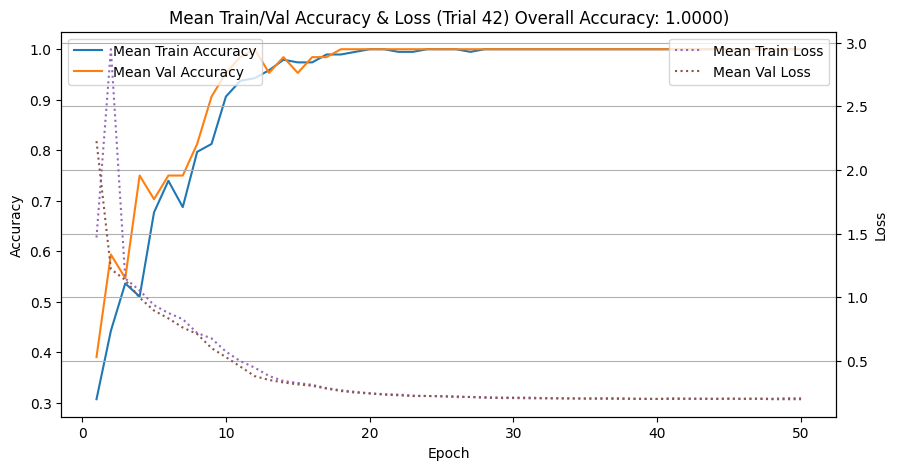 Mean Train/Val Accuracy & Loss (Trial 42) Overall Accuracy: 1.0000)
Mean Train Accuracy
Mean Val Accuracy
Mean Train Loss
Mean Val Loss
Accuracy
1.0
0.9
0.8
0.7
0.6
0.5
0.4
0.3
3.0
2.5
2.0
1.5
1.0
0.5
Loss
0 10 20 30 40 50
Epoch